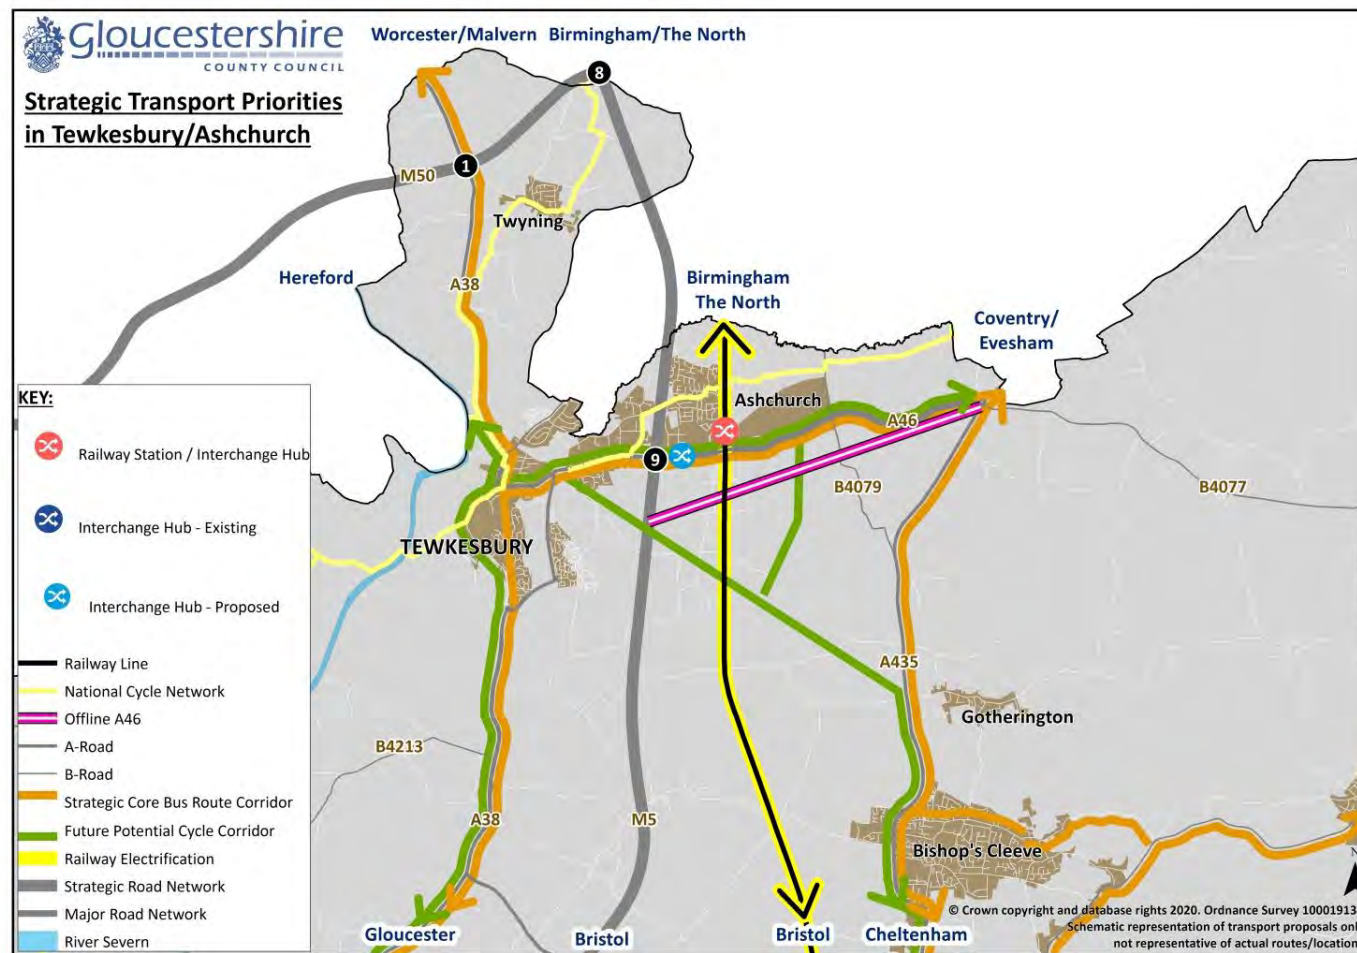 Gloucestershire
COUNTY COUNCIL
Strategic Transport Priorities
in Tewkesbury/Ashchurch
Worcester/Malvern
Birmingham/The North
8
1
M50
Twyning
Hereford
A38
Birmingham
The North
Coventry/
Evesham
Ashchurch
A46
9
B4079
B4077
TEWKESBURY
A435
Gotherington
B4213
A38
M5
Bishop's Cleeve
Gloucester
Bristol
Bristol
Cheltenham
KEY:
Railway Station / Interchange Hub
Interchange Hub - Existing
Interchange Hub - Proposed
Railway Line
National Cycle Network
Offline A46
A-Road
B-Road
Strategic Core Bus Route Corridor
Future Potential Cycle Corridor
Railway Electrification
Strategic Road Network
Major Road Network
River Severn
N
© Crown copyright and database rights 2020. Ordnance Survey 10001913
Schematic representation of transport proposals onl
not representative of actual routes/location